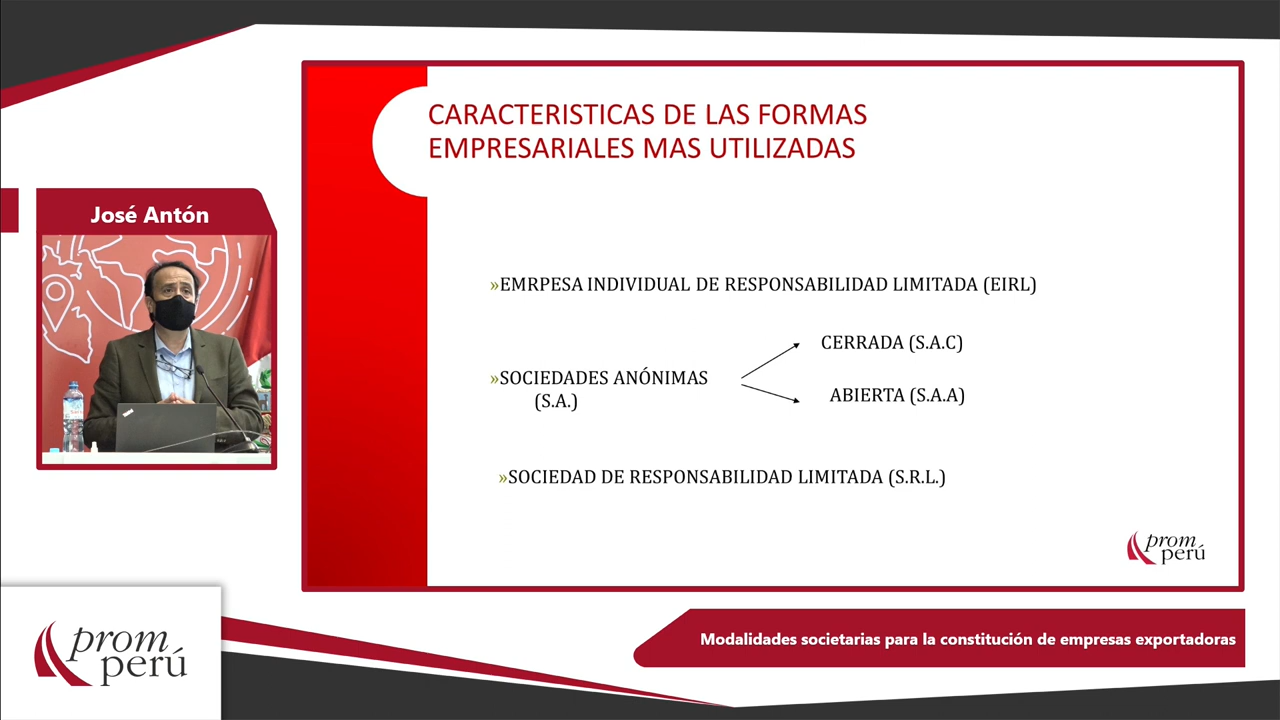 CARACTERISTICAS DE LAS FORMAS
EMPRESARIALES MAS UTILIZADAS
José Antón
»EMRPESA INDIVIDUAL DE RESPONSABILIDAD LIMITADA (EIRL)
CERRADA (S.A.C)
»SOCIEDADES ANÓNIMAS
(S.A.)
ABIERTA (S.A.A)
»SOCIEDAD DE RESPONSABILIDAD LIMITADA (S.R.L.)
prom
perú
Modalidades societarias para la constitución de empresas exportadoras
prom
perú